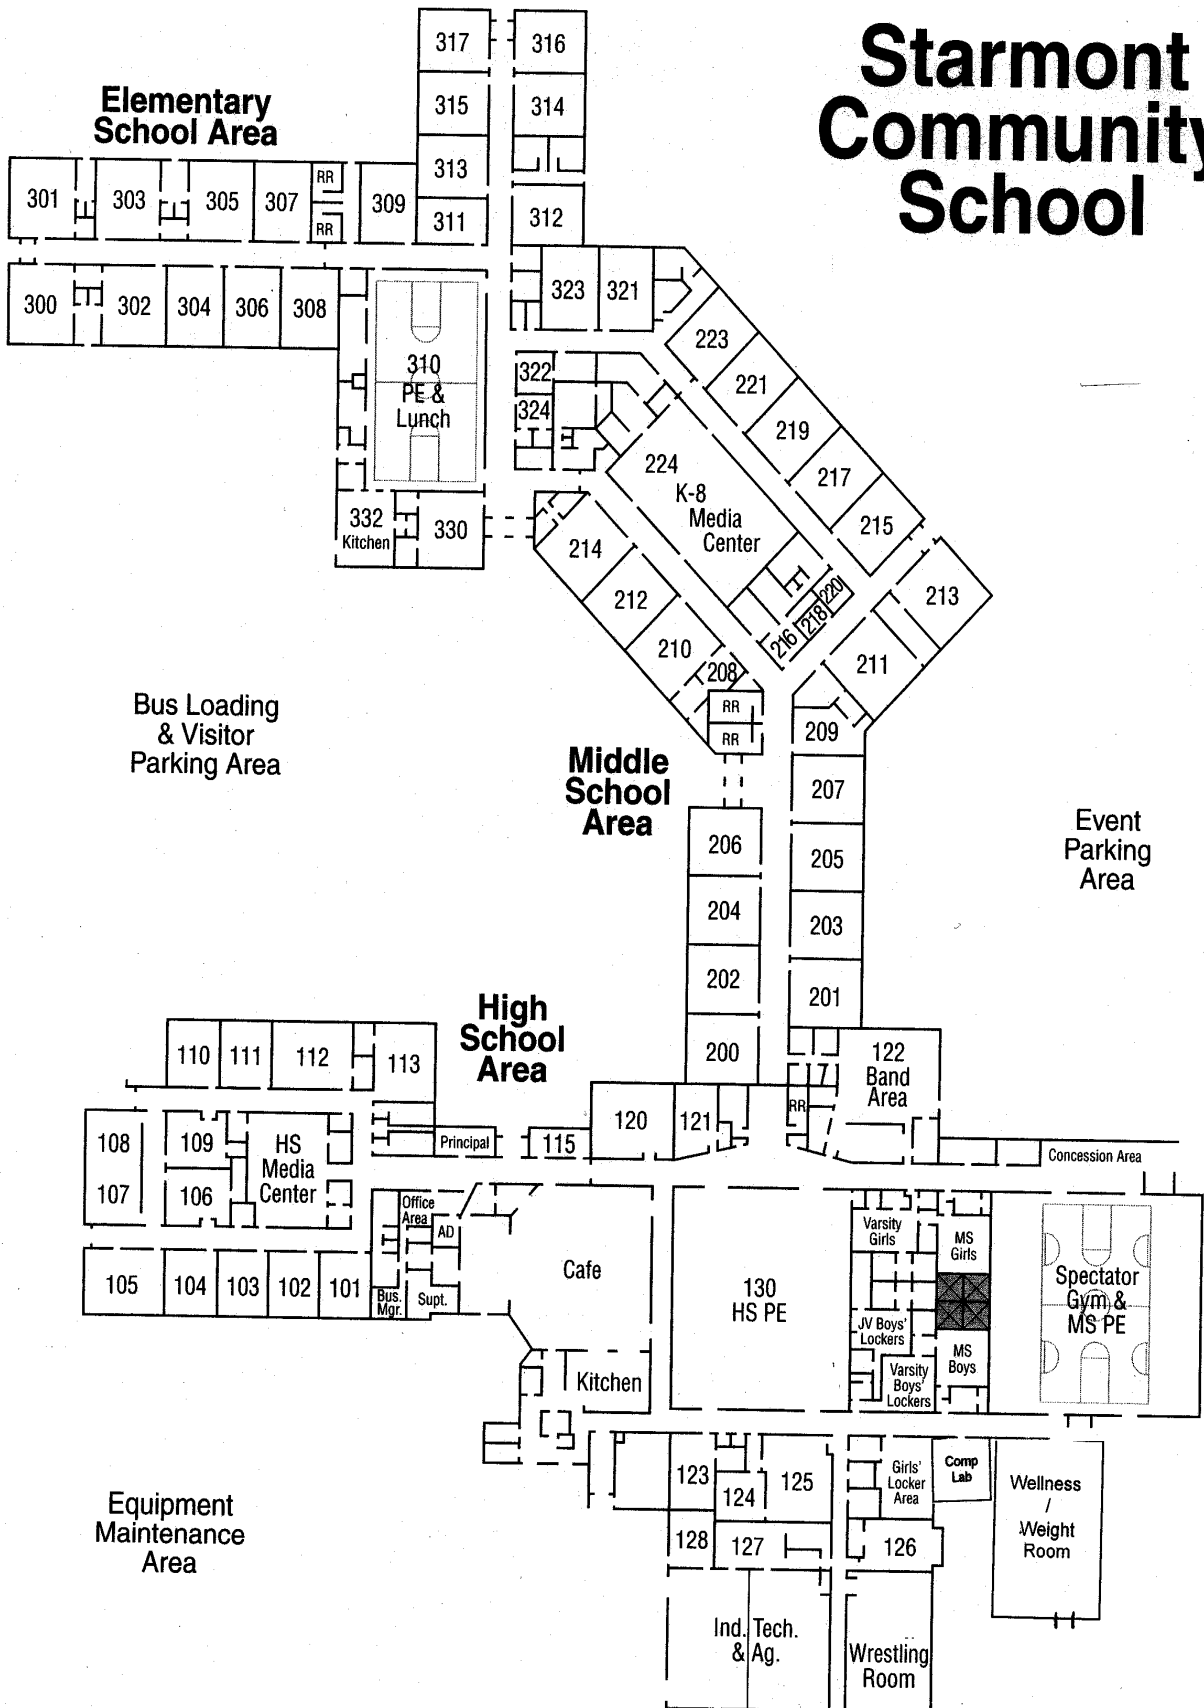 Starmont
Community
School
Elementary
School Area
317
316
315
314
313
312
311
301
303
305
307
RR
RR
309
300
302
304
306
308
310
PE &
Lunch
323
321
322
324
332
Kitchen
330
223
221
219
217
215
224
K-8
Media
Center
214
212
210
208
216
218
220
213
211
RR
RR
209
207
206
205
204
203
202
201
200
Bus Loading
& Visitor
Parking Area
Middle
School
Area
Event
Parking
Area
High
School
Area
110
111
112
113
108
107
109
106
HS
Media
Center
Principal
115
120
121
RR
122
Band
Area
Concession Area
105
104
103
102
101
Office
Area
AD
Bus.
Mgr.
Supt.
Cafe
Kitchen
130
HS PE
Varsity
Girls
MS
Girls
JV Boys'
Lockers
Varsity
Boys'
Lockers
MS
Boys
Spectator
Gym &
MS PE
123
124
125
Girls'
Locker
Area
Comp
Lab
Wellness
/
Weight
Room
128
127
126
Ind. Tech.
& Ag.
Wrestling
Room
Equipment
Maintenance
Area